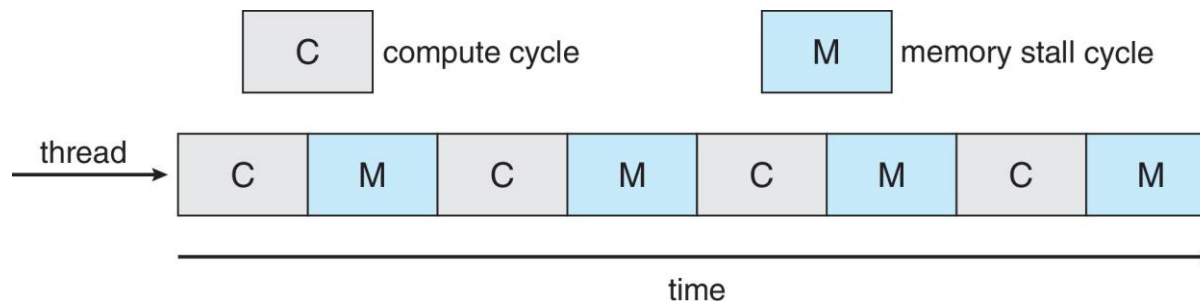 C compute cycle M memory stall cycle
thread
C M C M C M C M
time